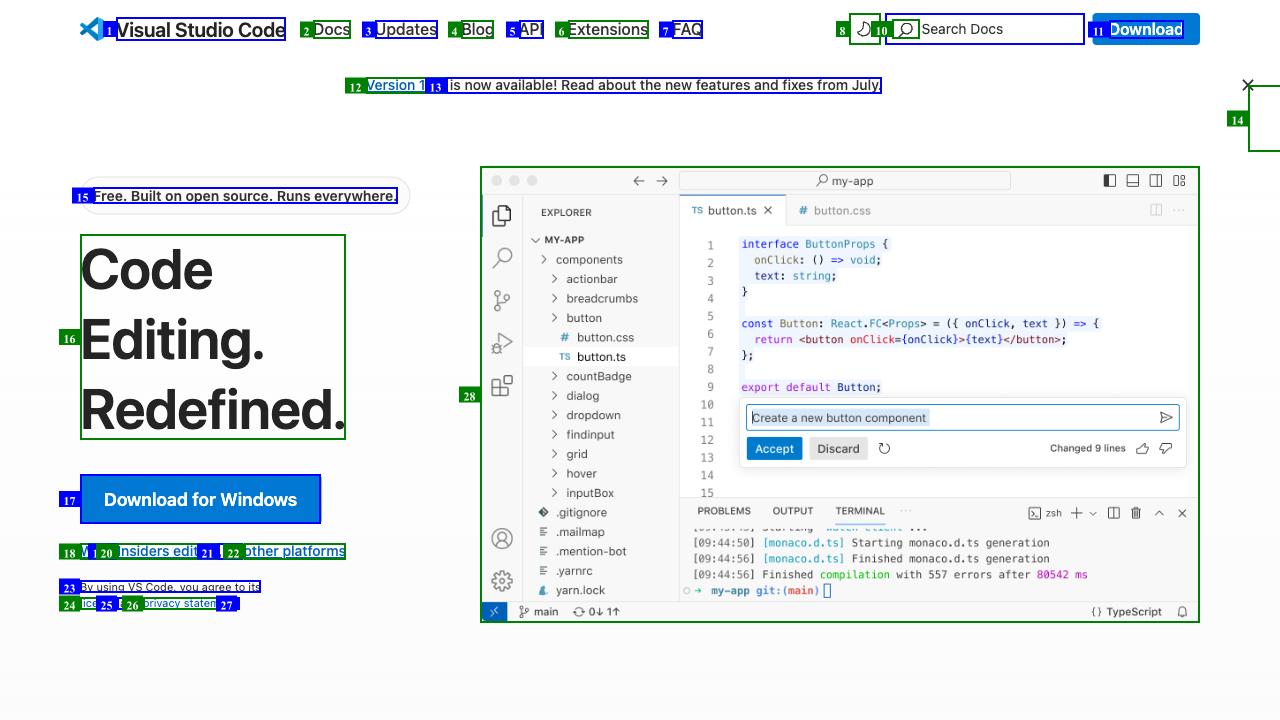 Visual Studio Code Docs Updates Blog API Extensions FAQ Search Docs Download
1 2 3 4 5 6 7 8 10 11
Version 1 is now available! Read about the new features and fixes from July.
12 13
14
15 Free. Built on open source. Runs everywhere.
16 Code
Editing.
Redefined.
17 Download for Windows
18 20 nsiders edit 21 22 other platforms
23 By using VS Code, you agree to its
24 25 26 privacy staten 27
28
my-app
EXPLORER
MY-APP
components
actionbar
breadcrumbs
button
# button.css
TS button.ts
countBadge
dialog
dropdown
findinput
grid
hover
inputBox
.gitignore
.mailmap
.mention-bot
.yarnrc
yarn.lock
TS button.ts # button.css
1 interface ButtonProps {
2 onClick: () => void;
3 text: string;
4 }
5
6 const Button: React.FC<Props> = ({ onClick, text }) => {
7 return <button onClick={onClick}>{text}</button>;
8 };
9 export default Button;
10
11 Create a new button component
12
13 Accept Discard Changed 9 lines
14
15
PROBLEMS OUTPUT TERMINAL ··· zsh
[09:44:50] [monaco.d.ts] Starting monaco.d.ts generation
[09:44:56] [monaco.d.ts] Finished monaco.d.ts generation
[09:44:56] Finished compilation with 557 errors after 80542 ms
my-app git:(main)
main 0↓ 1↑ {} TypeScript